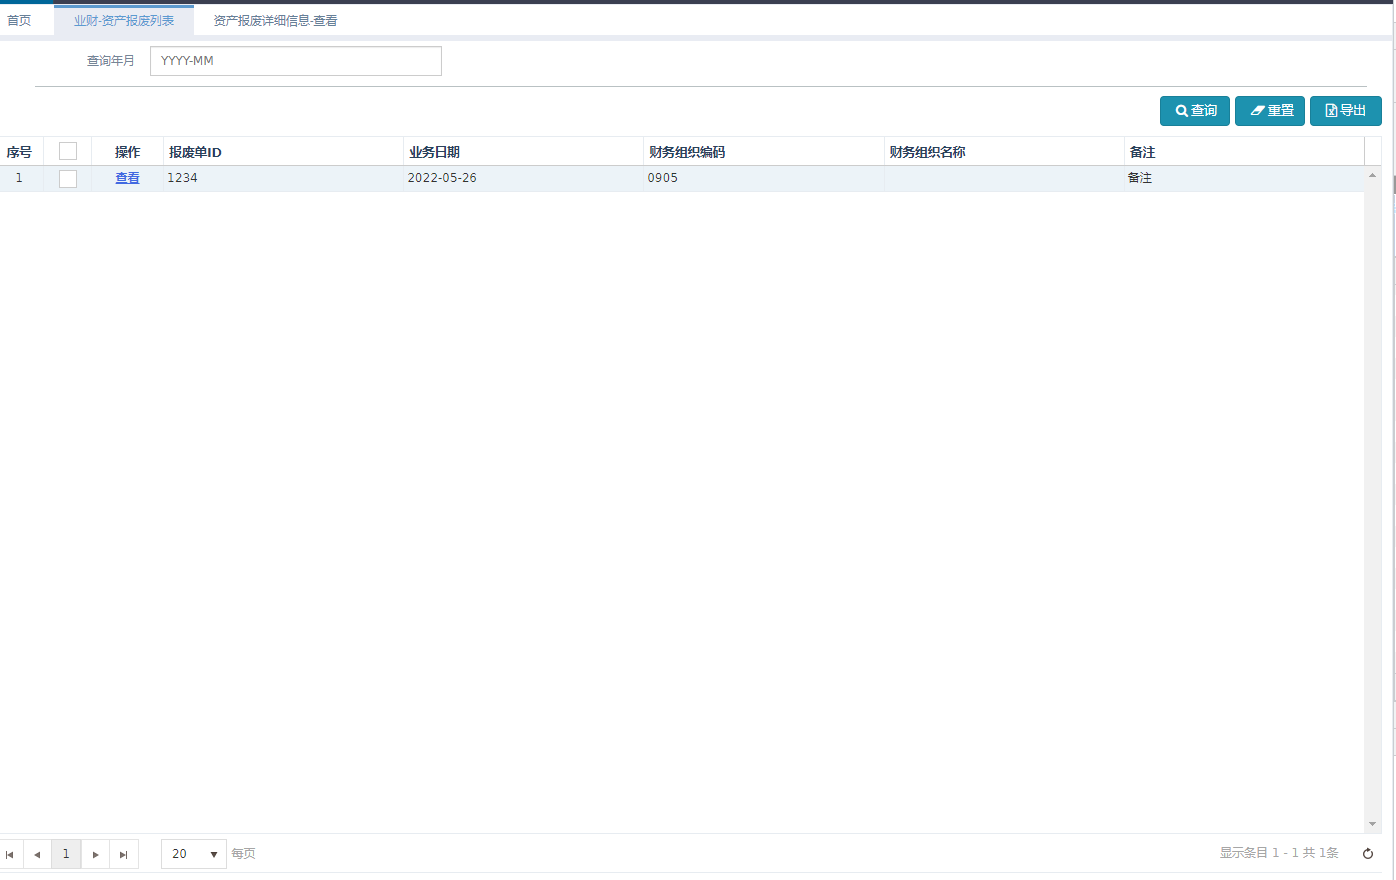 首页 业财-资产报废列表 资产报废详细信息-查看
查询年月 YYYY-MM
查询 重置 导出
序号 操作 报废单ID 业务日期 财务组织编码 财务组织名称 备注
1 查看 1234 2022-05-26 0905 备注
1 20 每页 显示条目 1 - 1 共 1条